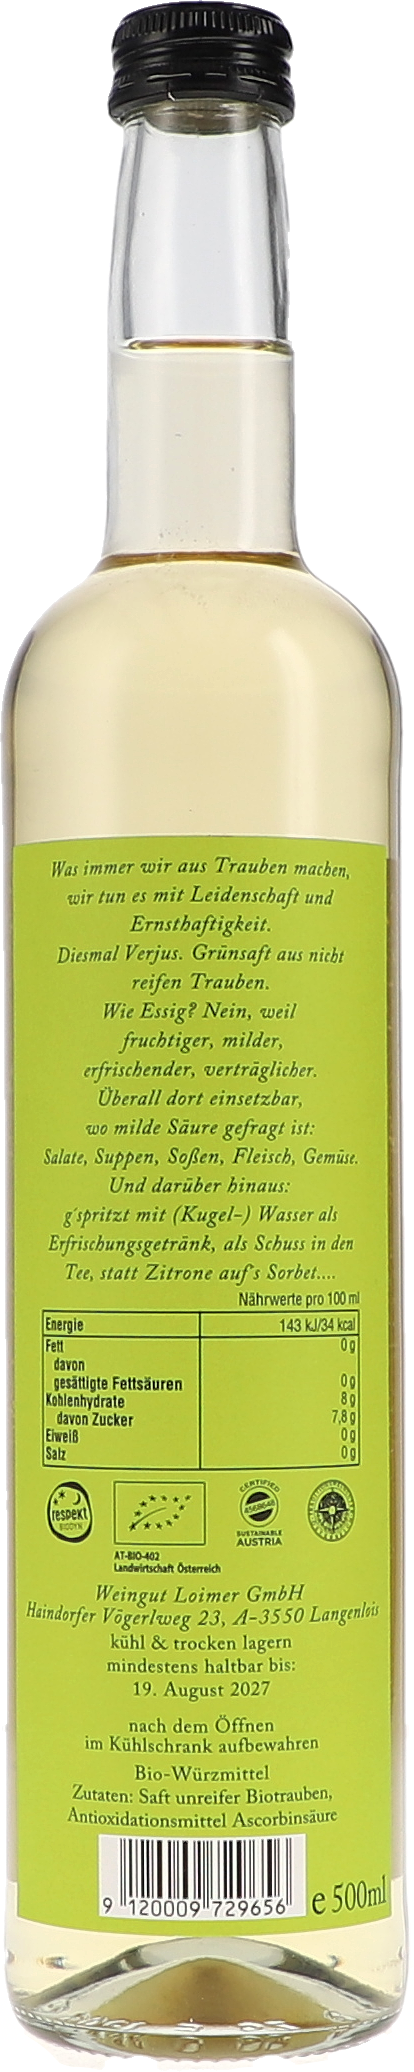 Was immer wir aus Trauben machen,
wir tun es mit Leidenschaft und
Ernsthaftigkeit.
Diesmal Verjus. Grünsaft aus nicht
reifen Trauben.
Wie Essig? Nein, weil
fruchtiger, milder,
erfrischender, verträglicher.
Überall dort einsetzbar,
wo milde Säure gefragt ist:
Salate, Suppen, Soßen, Fleisch, Gemüse.
Und darüber hinaus:
g'spritzt mit (Kugel-) Wasser als
Erfrischungsgetränk, als Schuss in den
Tee, statt Zitrone auf's Sorbet....
Nährwerte pro 100 ml
Energie 143 kJ/34 kcal
Fett 0 g
davon
gesättigte Fettsäuren 0 g
Kohlenhydrate 8 g
davon Zucker 7,8 g
Eiweiß 0 g
Salz 0 g
respekt
BIODYN
CERTIFIED
SUSTAINABLE
AUSTRIA
AT-BIO-402
Landwirtschaft Österreich
Weingut Loimer GmbH
Haindorfer Vögerlweg 23, A-3550 Langenlois
kühl & trocken lagern
mindestens haltbar bis:
19. August 2027
nach dem Öffnen
im Kühlschrank aufbewahren
Bio-Würzmittel
Zutaten: Saft unreifer Biotrauben,
Antioxidationsmittel Ascorbinsäure
9 120009 729656 e 500ml